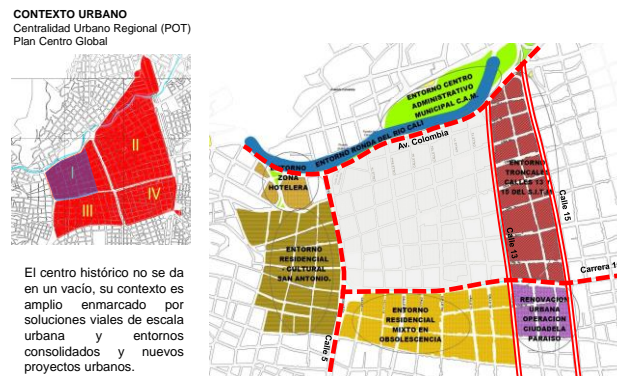 CONTEXTO URBANO
Centralidad Urbano Regional (POT)
Plan Centro Global
I
II
III
IV
El centro histórico no se da
en un vacío, su contexto es
amplio enmarcado por
soluciones viales de escala
urbana y entornos
consolidados y nuevos
proyectos urbanos.
ENTORNO CENTRO
ADMINISTRATIVO
MUNICIPAL C.A.M.
ENTORNO RONDA DEL RIO CALI
Av. Colombia
ENTORNO
ZONA
HOTELERA
ENTORNO
TRONCALES
CALLES 13 Y
15 DEL S.I.T.M
Calle 15
Calle 13
ENTORNO
RESIDENCIAL
- CULTURAL
SAN ANTONIO.
Carrera 1
ENTORNO
RESIDENCIAL
MIXTO EN
OBSOLESCENCIA
RENOVACION
URBANA
OPERACION
CIUDADELA
PARAISO
Calle 5